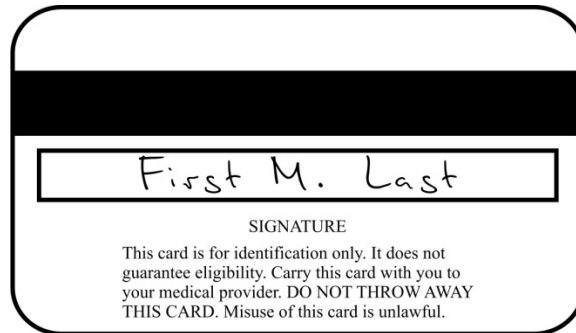 First M. Last
SIGNATURE
This card is for identification only. It does not
guarantee eligibility. Carry this card with you to
your medical provider. DO NOT THROW AWAY
THIS CARD. Misuse of this card is unlawful.